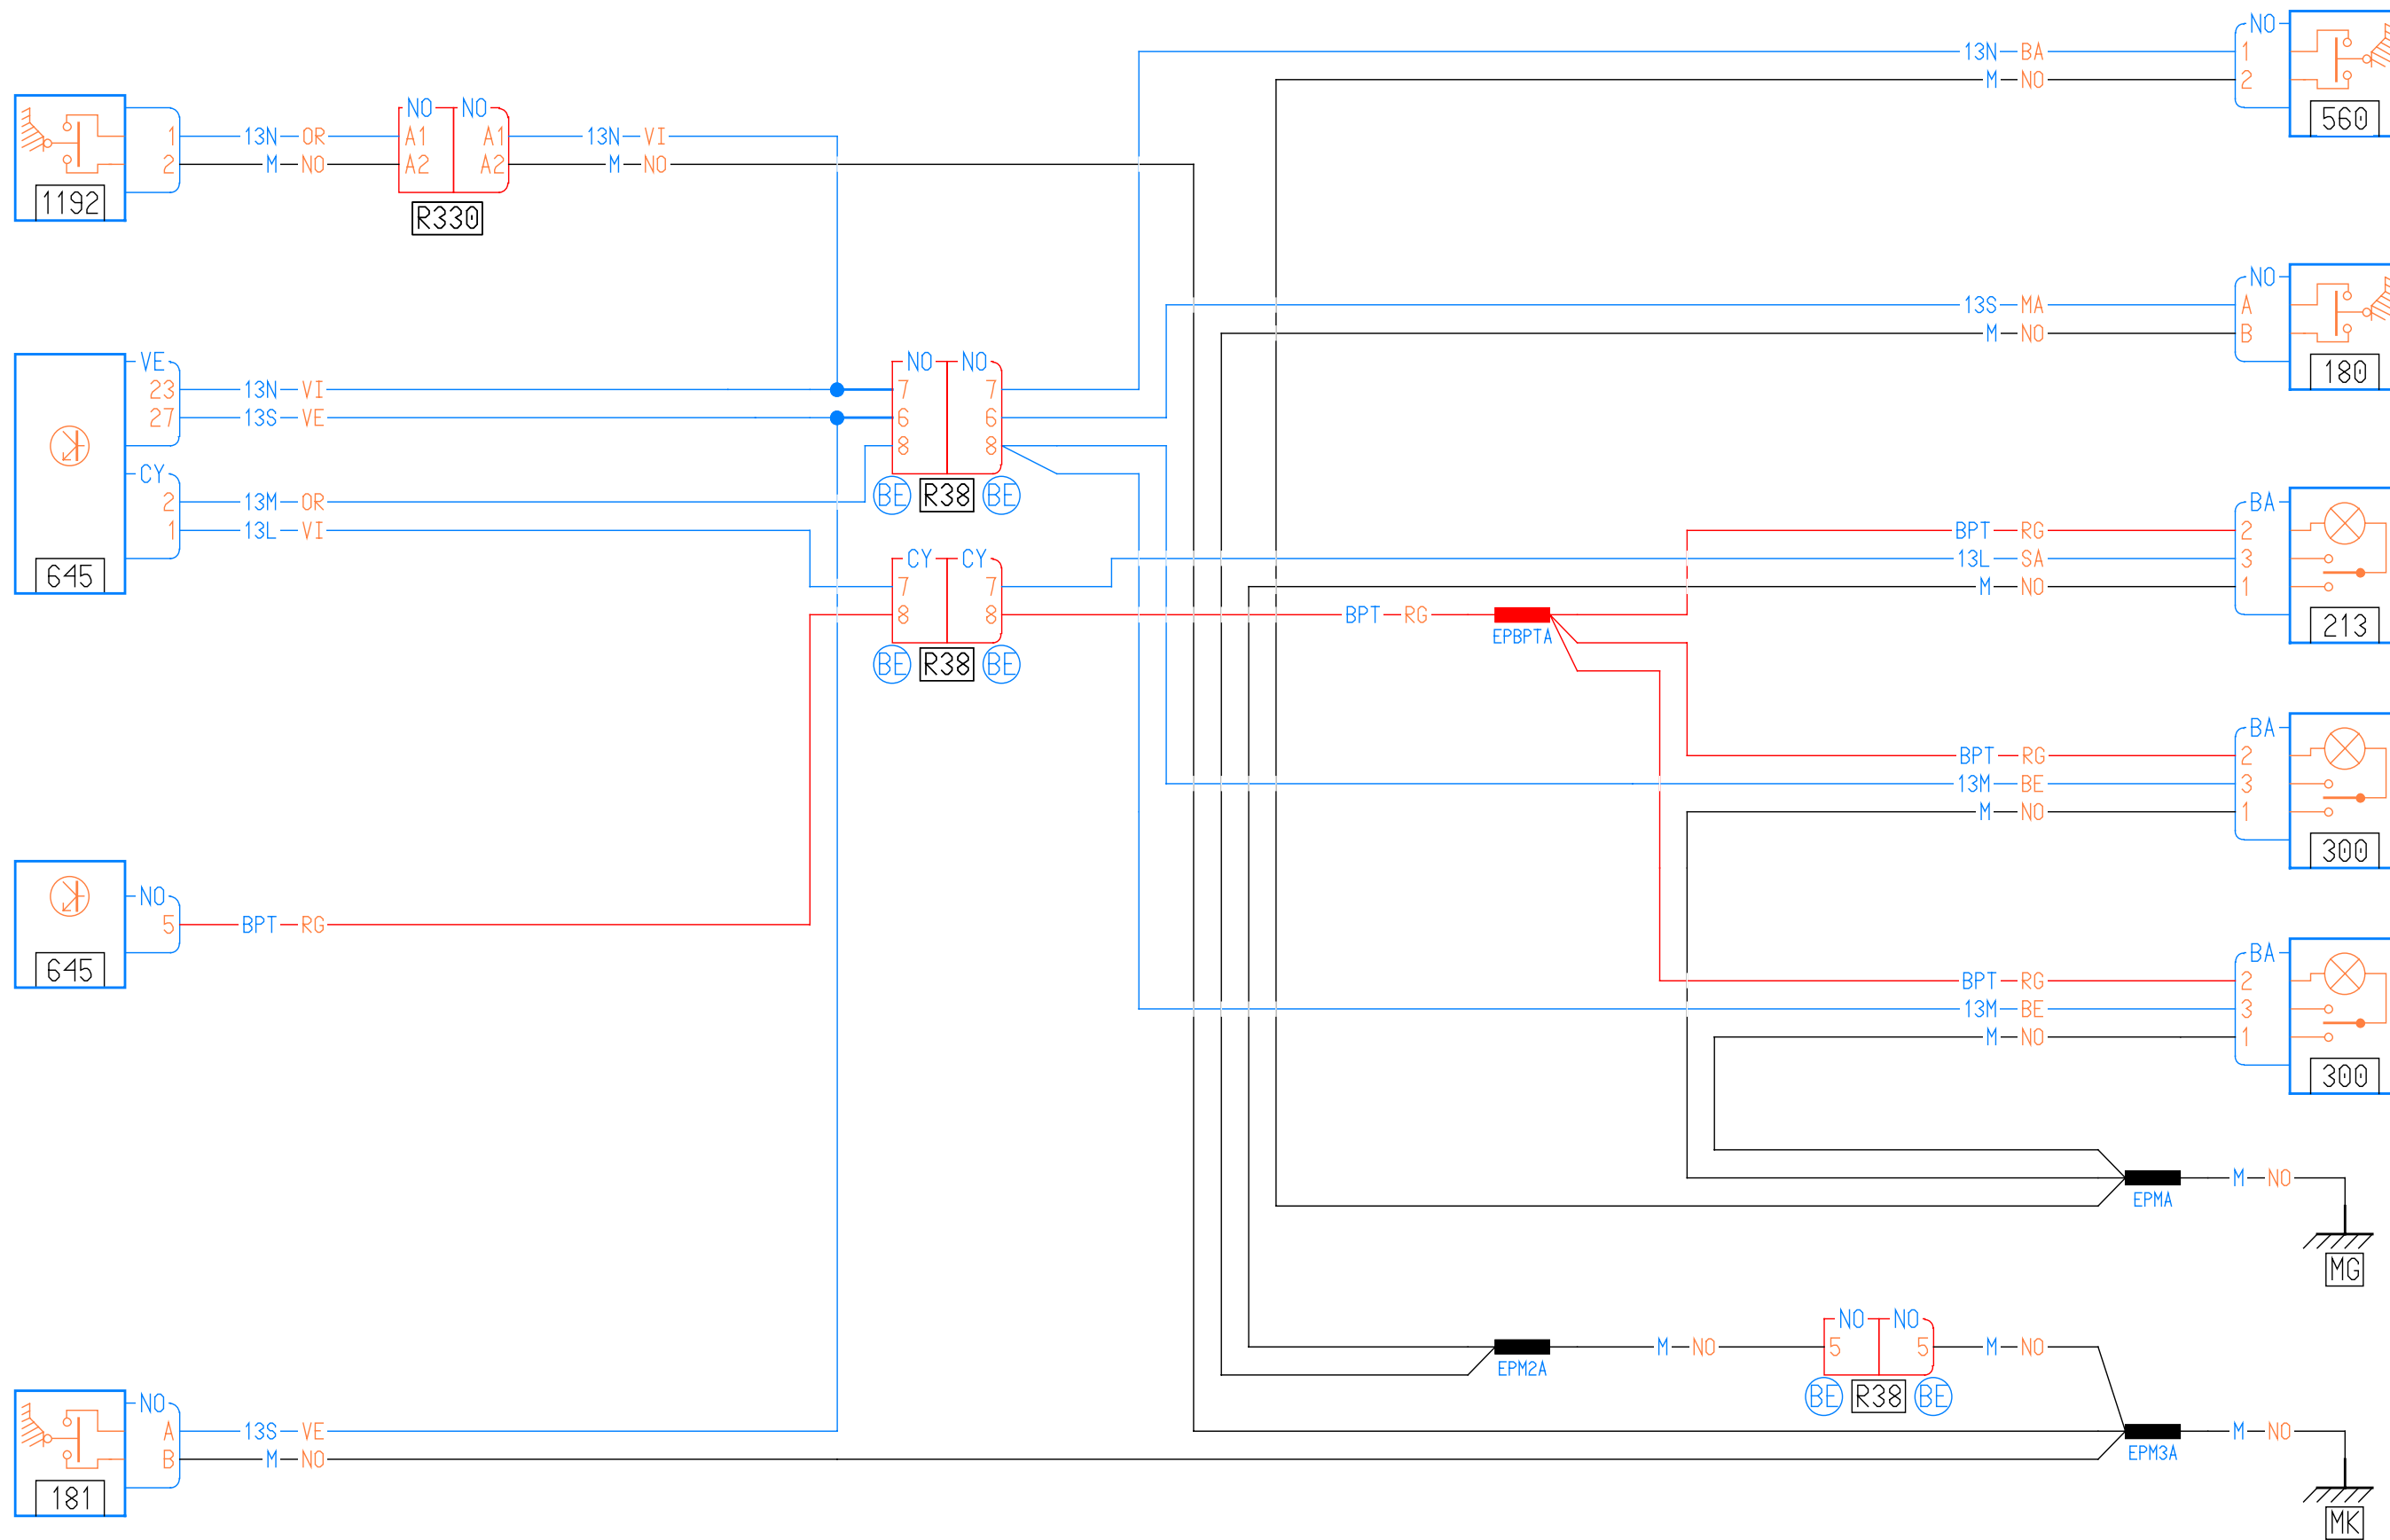 NO
13N BA 1
M NO 2
560
NO NO
1 13N OR A1 A1 13N VI
2 M NO A2 A2 M NO
1192
R330
NO
13S MA A
M NO B
180
VE
23 13N VI
27 13S VE
CY
2 13M OR
1 13L VI
645
NO NO
7 7
6 6
8 8
BE R38 BE
CY CY
7 7
8 8
BE R38 BE
BPT RG
EPBPTA
BA
BPT RG 2
13L SA 3
M NO 1
213
BA
BPT RG 2
13M BE 3
M NO 1
300
NO
5 BPT RG
645
BA
BPT RG 2
13M BE 3
M NO 1
300
EPMA
M NO
MG
EPM2A
M NO
NO NO
5 5
BE R38 BE
M NO
NO
A 13S VE
B M NO
181
EPM3A
M NO
MK